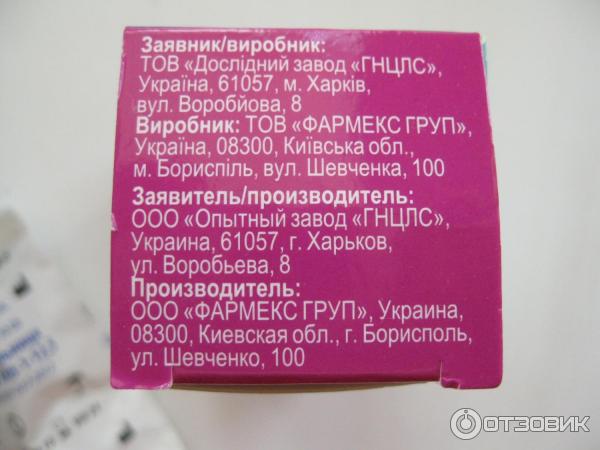 Заявник/виробник:
ТОВ «Дослідний завод «ГНЦЛС»,
Україна, 61057, м. Харків,
вул. Воробйова, 8
Виробник: ТОВ «ФАРМЕКС ГРУП»,
Україна, 08300, Київська обл.,
м. Бориспіль, вул. Шевченка, 100
Заявитель/производитель:
ООО «Опытный завод «ГНЦЛС»,
Украина, 61057, г. Харьков,
ул. Воробьева, 8
Производитель:
ООО «ФАРМЕКС ГРУП», Украина,
08300, Киевская обл., г. Борисполь,
ул. Шевченко, 100
ОТЗОВИК